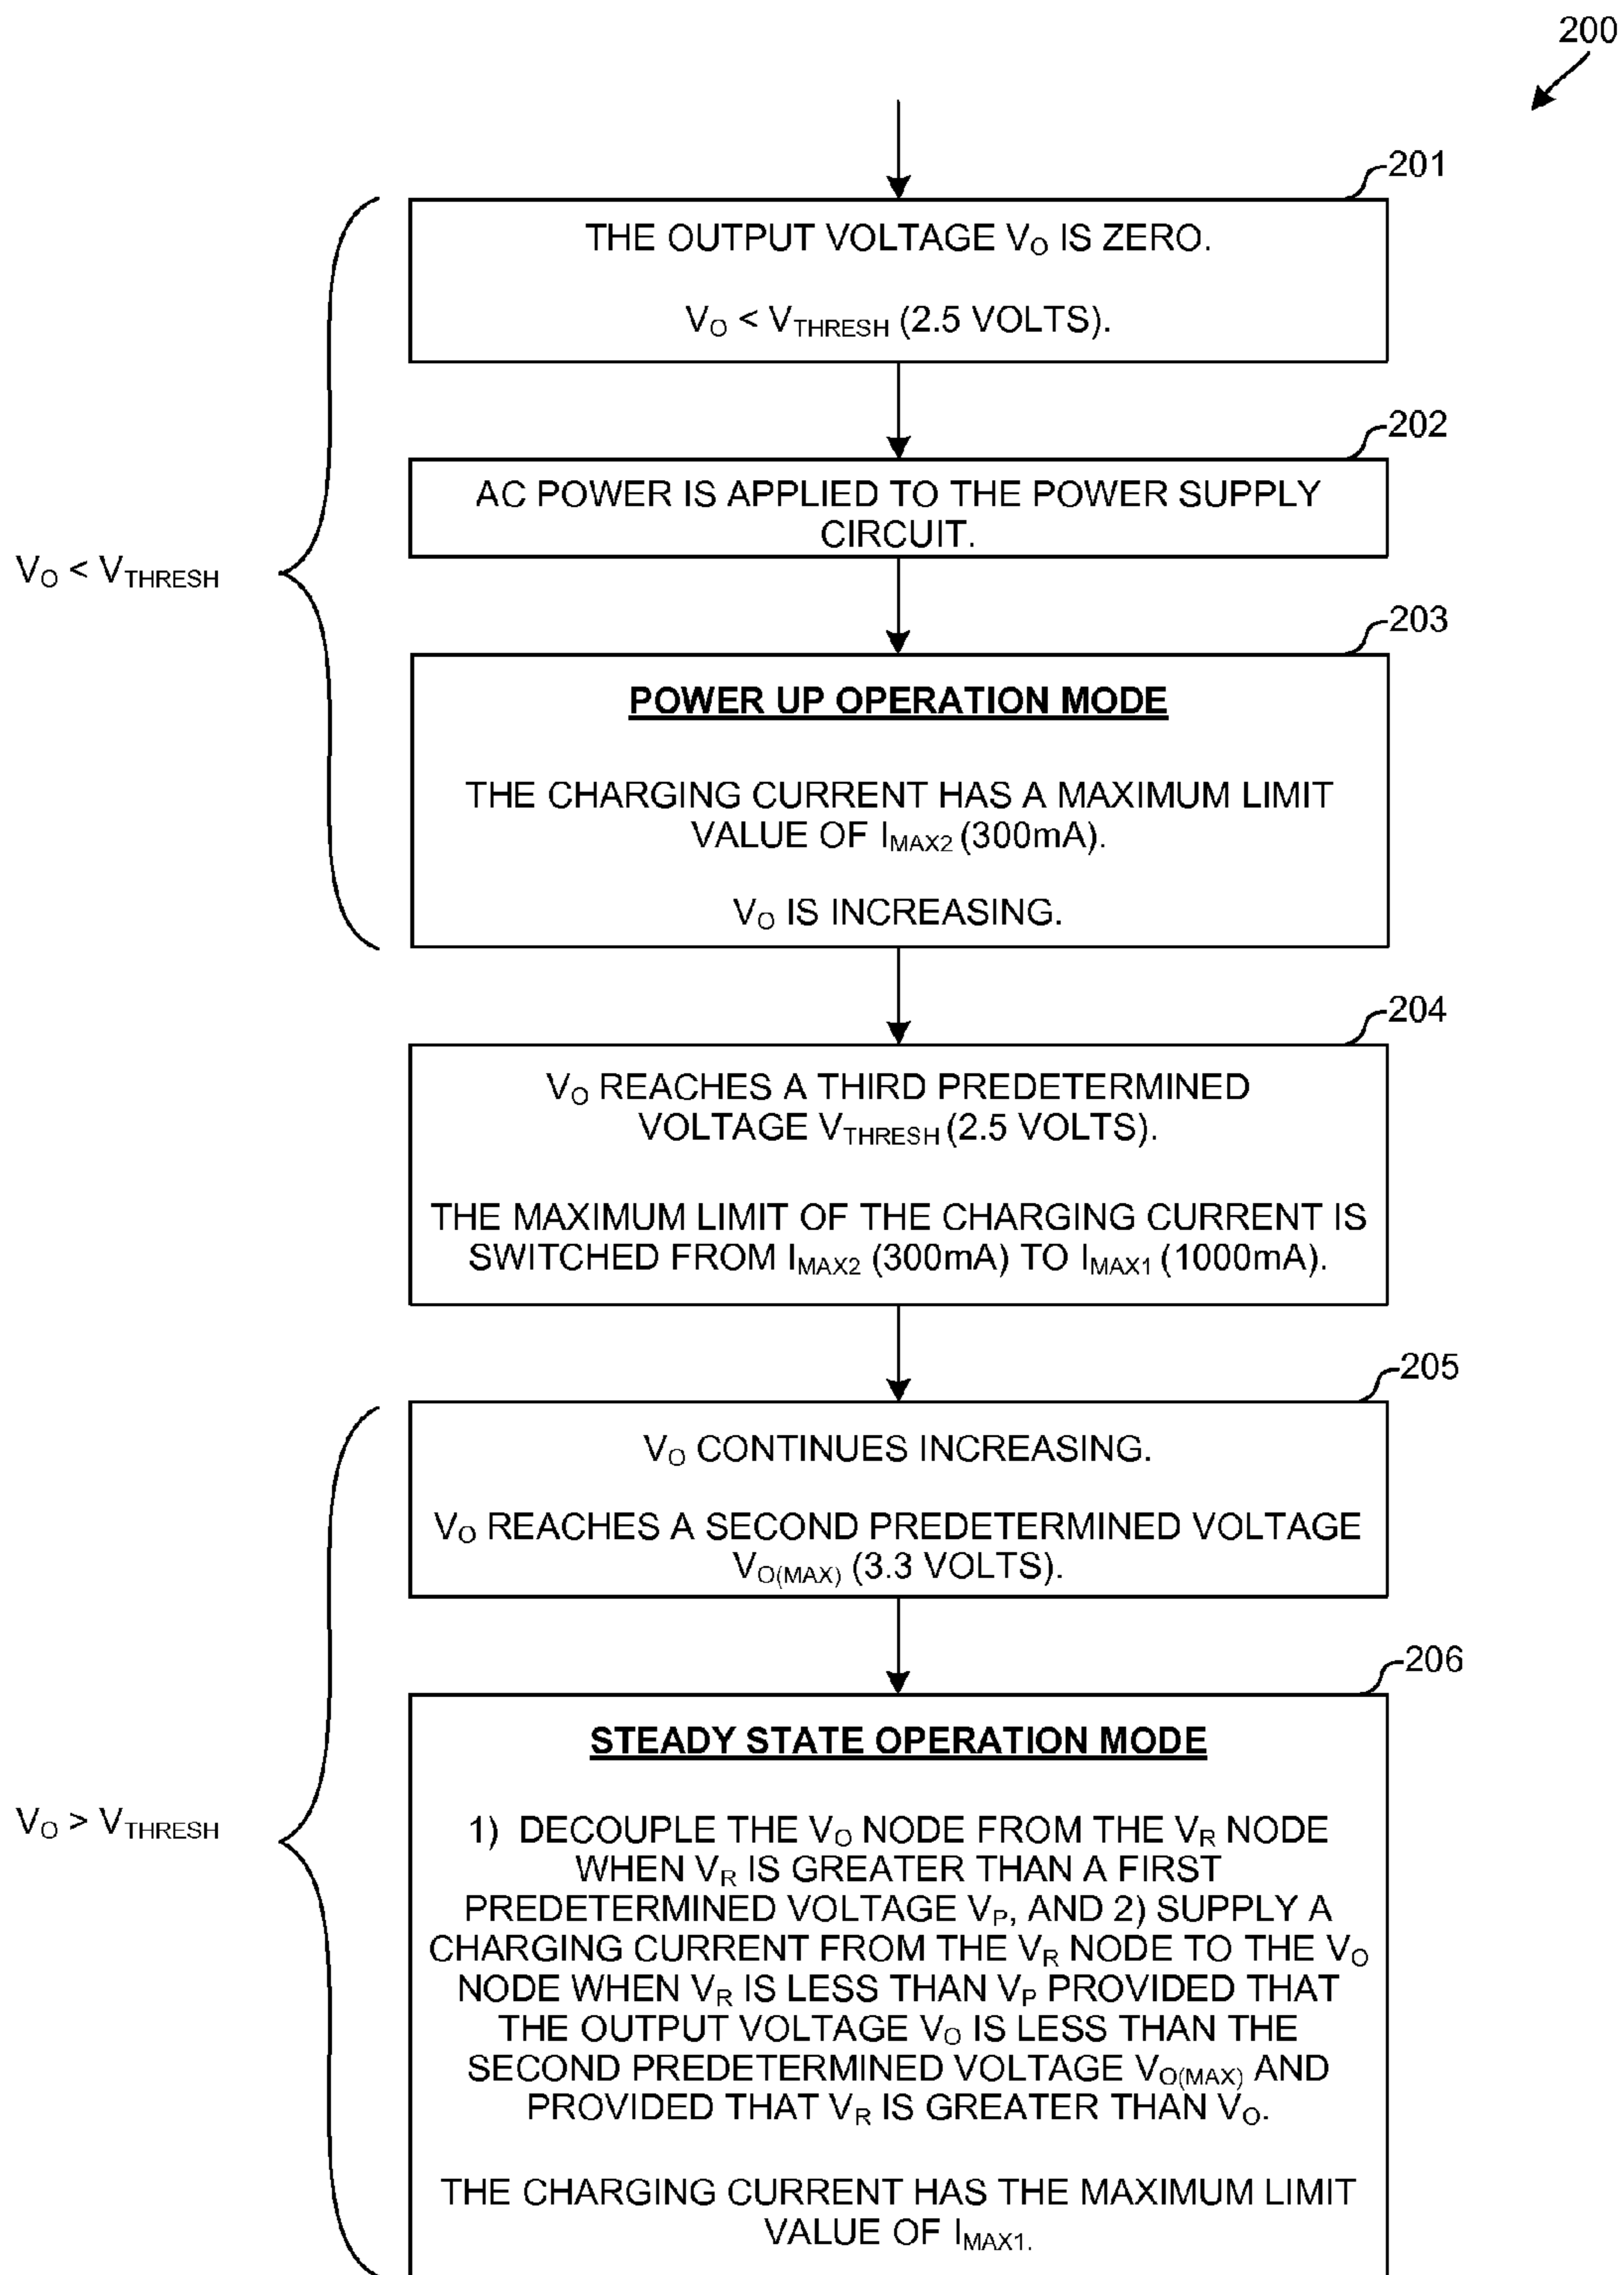 200
201
THE OUTPUT VOLTAGE VO IS ZERO.
VO < VTHRESH (2.5 VOLTS).
202
AC POWER IS APPLIED TO THE POWER SUPPLY
CIRCUIT.
VO < VTHRESH
203
POWER UP OPERATION MODE
THE CHARGING CURRENT HAS A MAXIMUM LIMIT
VALUE OF IMAX2 (300mA).
VO IS INCREASING.
204
VO REACHES A THIRD PREDETERMINED
VOLTAGE VTHRESH (2.5 VOLTS).
THE MAXIMUM LIMIT OF THE CHARGING CURRENT IS
SWITCHED FROM IMAX2 (300mA) TO IMAX1 (1000mA).
205
VO CONTINUES INCREASING.
VO REACHES A SECOND PREDETERMINED VOLTAGE
VO(MAX) (3.3 VOLTS).
206
STEADY STATE OPERATION MODE
VO > VTHRESH
1) DECOUPLE THE VO NODE FROM THE VR NODE
WHEN VR IS GREATER THAN A FIRST
PREDETERMINED VOLTAGE VP, AND 2) SUPPLY A
CHARGING CURRENT FROM THE VR NODE TO THE VO
NODE WHEN VR IS LESS THAN VP PROVIDED THAT
THE OUTPUT VOLTAGE VO IS LESS THAN THE
SECOND PREDETERMINED VOLTAGE VO(MAX) AND
PROVIDED THAT VR IS GREATER THAN VO.
THE CHARGING CURRENT HAS THE MAXIMUM LIMIT
VALUE OF IMAX1.